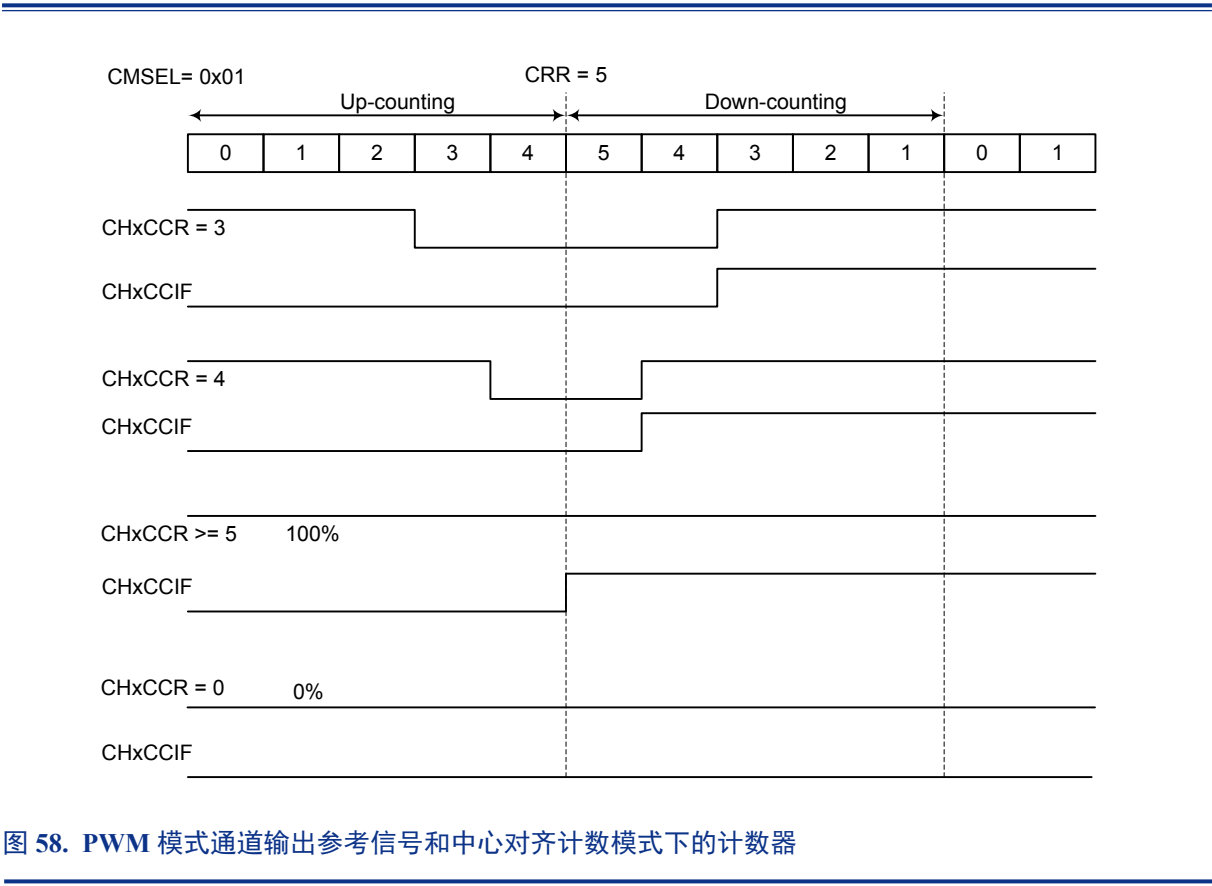 CMSEL= 0x01 CRR = 5
Up-counting Down-counting
0 1 2 3 4 5 4 3 2 1 0 1
CHxCCR = 3
CHxCCIF
CHxCCR = 4
CHxCCIF
CHxCCR >= 5 100%
CHxCCIF
CHxCCR = 0 0%
CHxCCIF
图 58. PWM 模式通道输出参考信号和中心对齐计数模式下的计数器